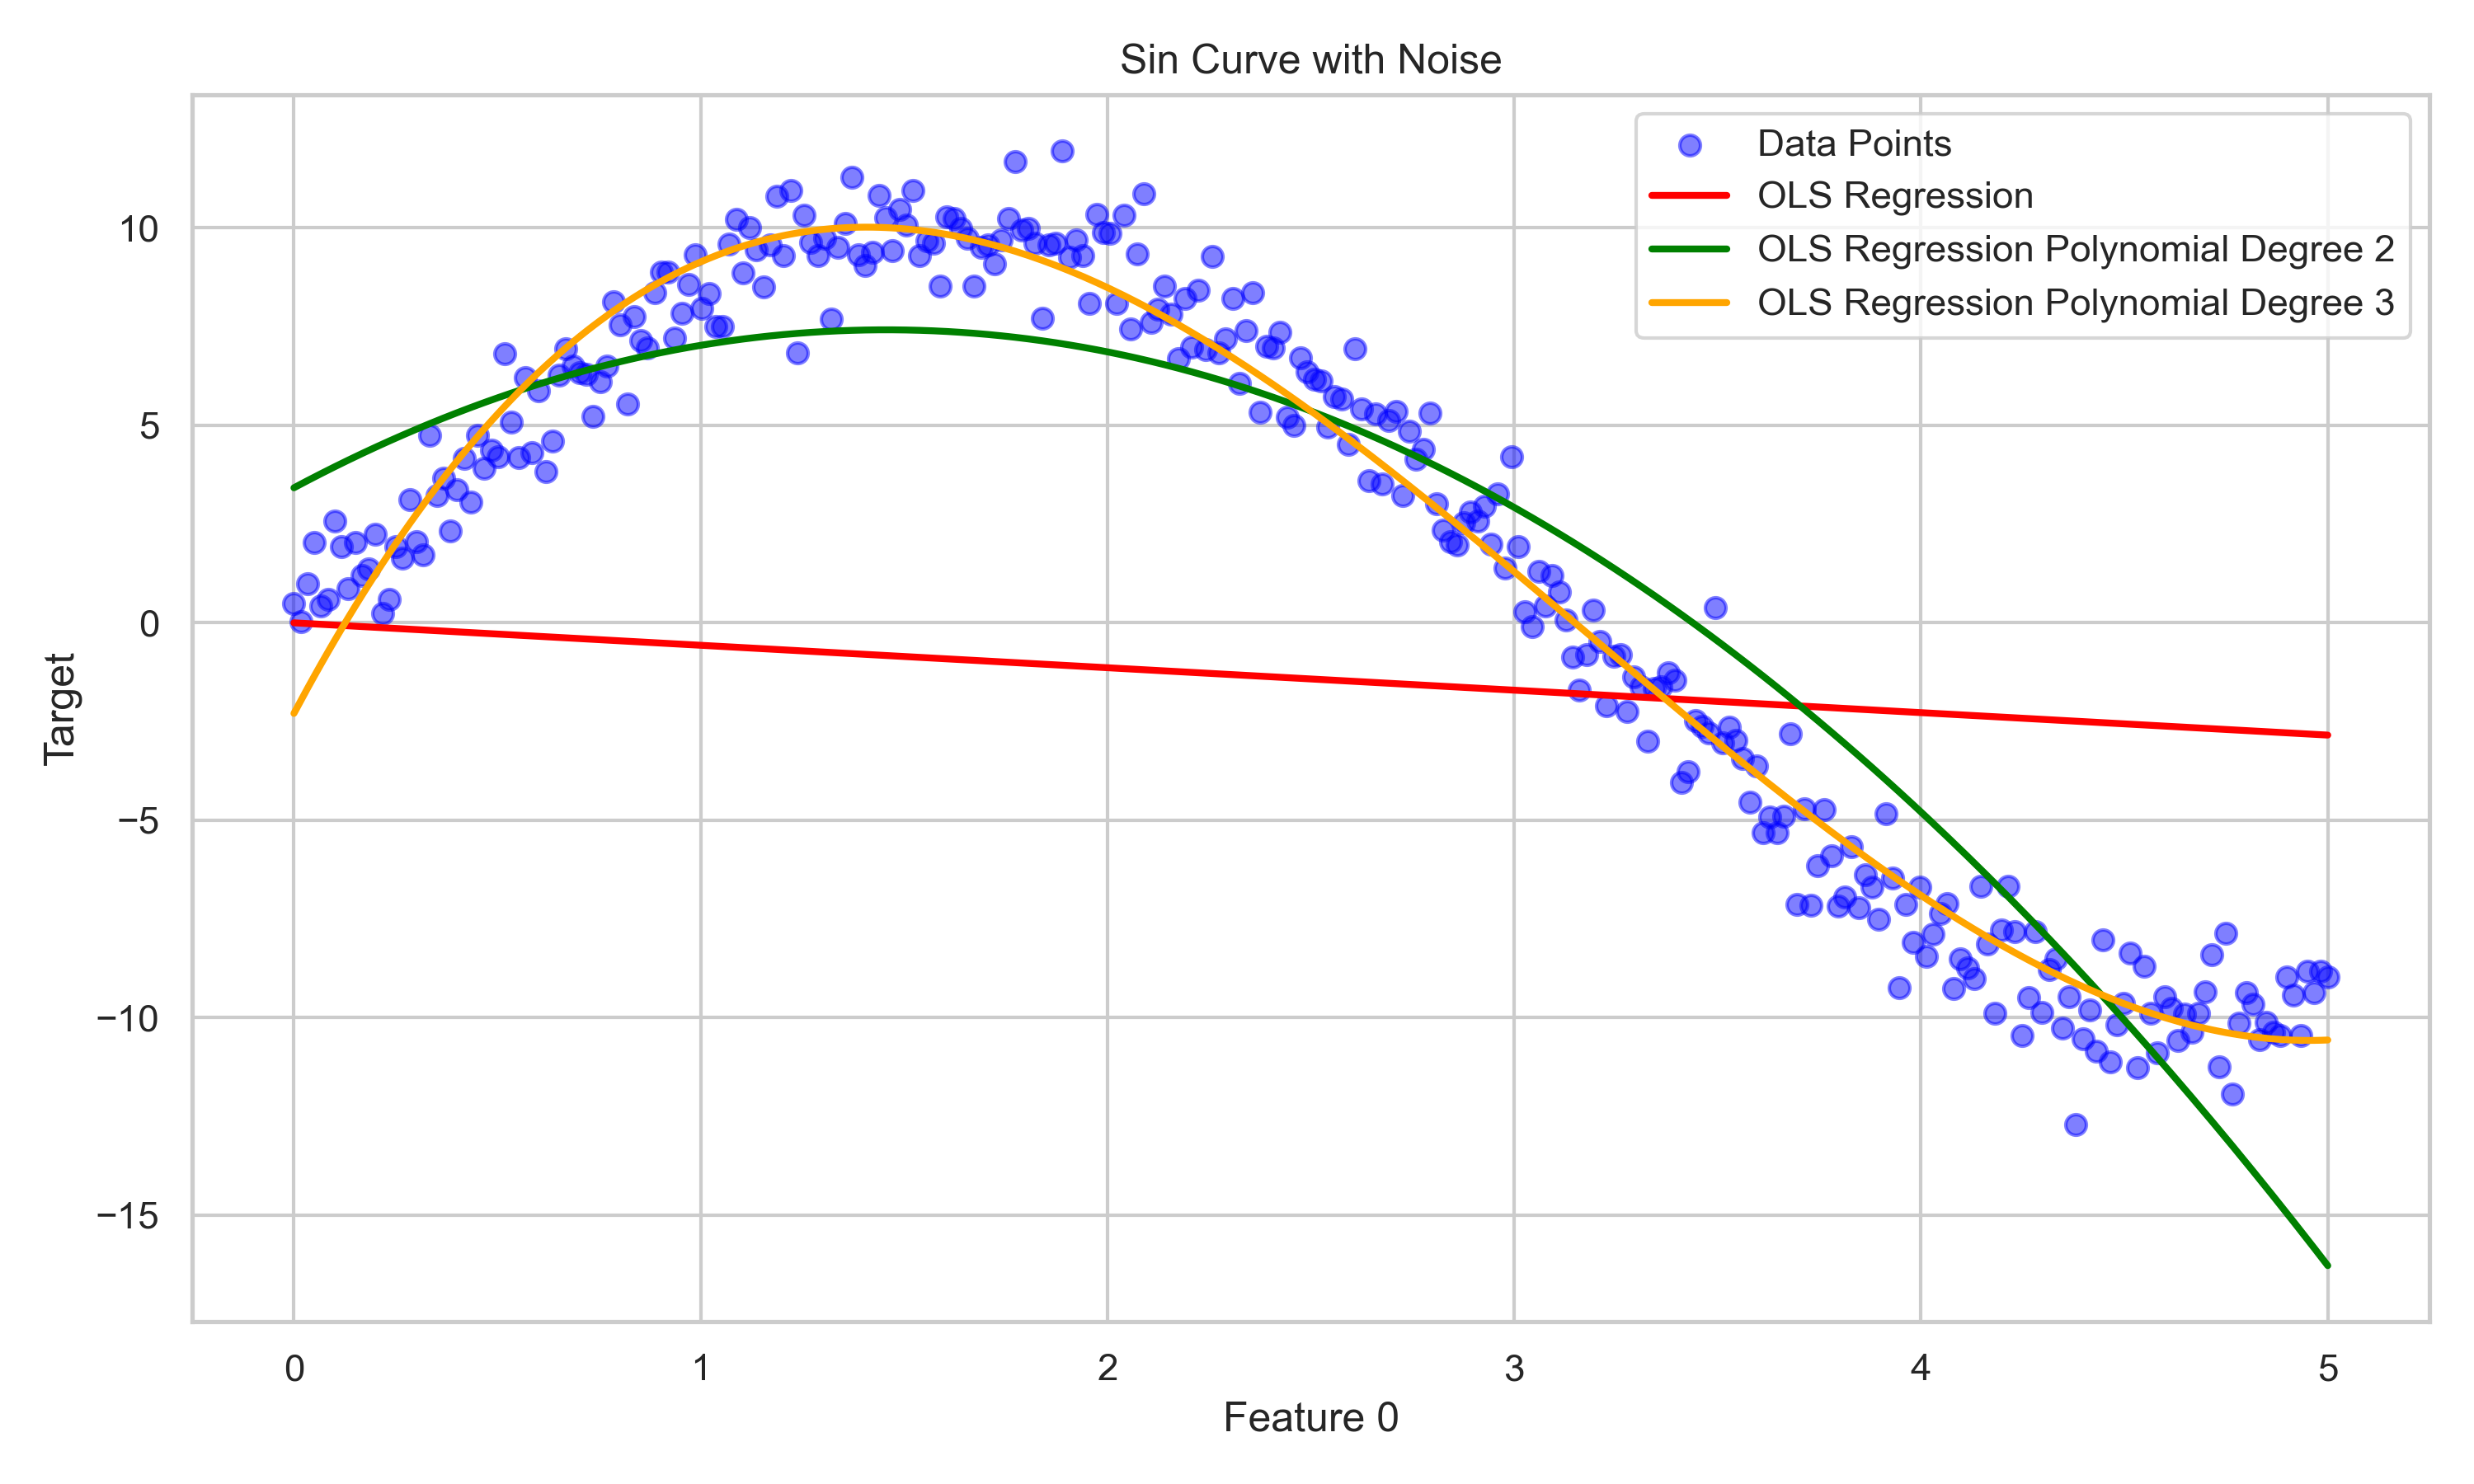 Sin Curve with Noise
Data Points
OLS Regression
OLS Regression Polynomial Degree 2
OLS Regression Polynomial Degree 3
10
5
0
−5
−10
−15
Target
0 1 2 3 4 5
Feature 0